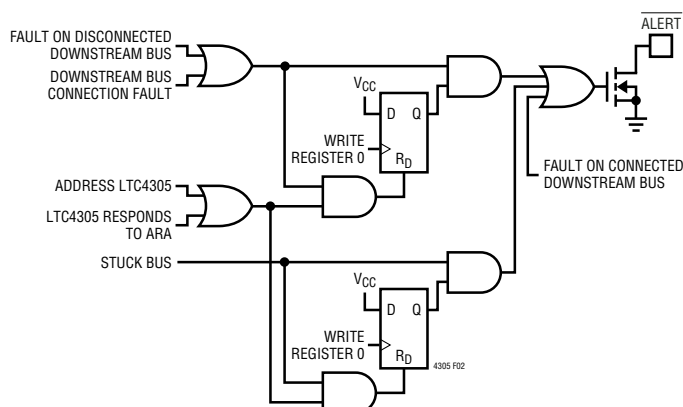 ALERT
FAULT ON DISCONNECTED
DOWNSTREAM BUS
DOWNSTREAM BUS
CONNECTION FAULT
VCC
D Q
WRITE
REGISTER 0
RD
FAULT ON CONNECTED
DOWNSTREAM BUS
ADDRESS LTC4305
LTC4305 RESPONDS
TO ARA
STUCK BUS
VCC
D Q
WRITE
REGISTER 0
RD
4305 F02